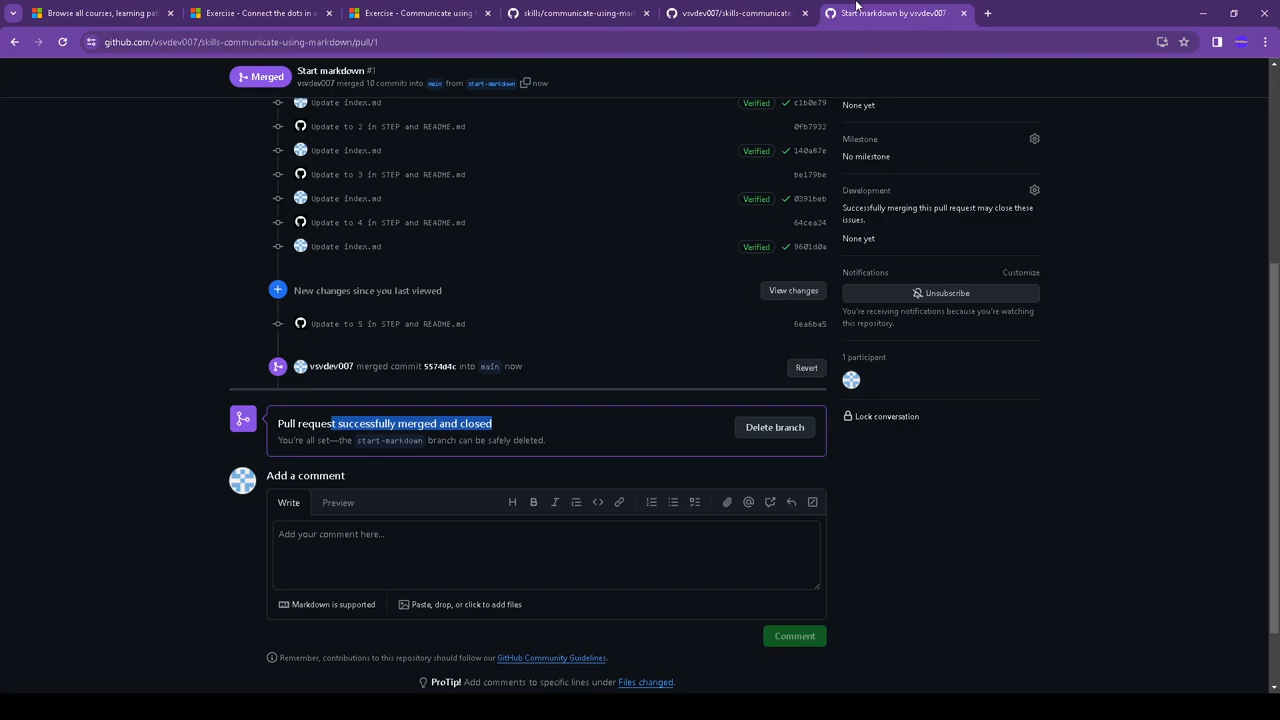 Browse all courses, learning pat
Exercise - Connect the dots in a
Exercise - Communicate using M
skills/communicate-using-mark
vsvdev007/skills-communicate-
Start markdown by vsvdev007
github.com/vsvdev007/skills-communicate-using-markdown/pull/1
Merged
Start markdown #1
vsvdev007 merged 10 commits into main from start-markdown now
Update index.md Verified c1b0e79
Update to 2 in STEP and README.md 0fb7932
Update index.md Verified 140a87e
Update to 3 in STEP and README.md be179be
Update index.md Verified 0391beb
Update to 4 in STEP and README.md 64cea24
Update index.md Verified 9601d0a
New changes since you last viewed View changes
Update to 5 in STEP and README.md 6ea6ba5
vsvdev007 merged commit 5574d4c into main now Revert
Pull request successfully merged and closed
You're all set—the start-markdown branch can be safely deleted.
Delete branch
Add a comment
Write Preview
Add your comment here...
Markdown is supported Paste, drop, or click to add files
Comment
Remember, contributions to this repository should follow our GitHub Community Guidelines.
ProTip! Add comments to specific lines under Files changed.
None yet
Milestone
No milestone
Development
Successfully merging this pull request may close these
issues.
None yet
Notifications Customize
Unsubscribe
You're receiving notifications because you're watching
this repository.
1 participant
Lock conversation